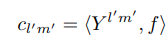 c_{l'm'} = ⟨Y^{l'm'}, f⟩